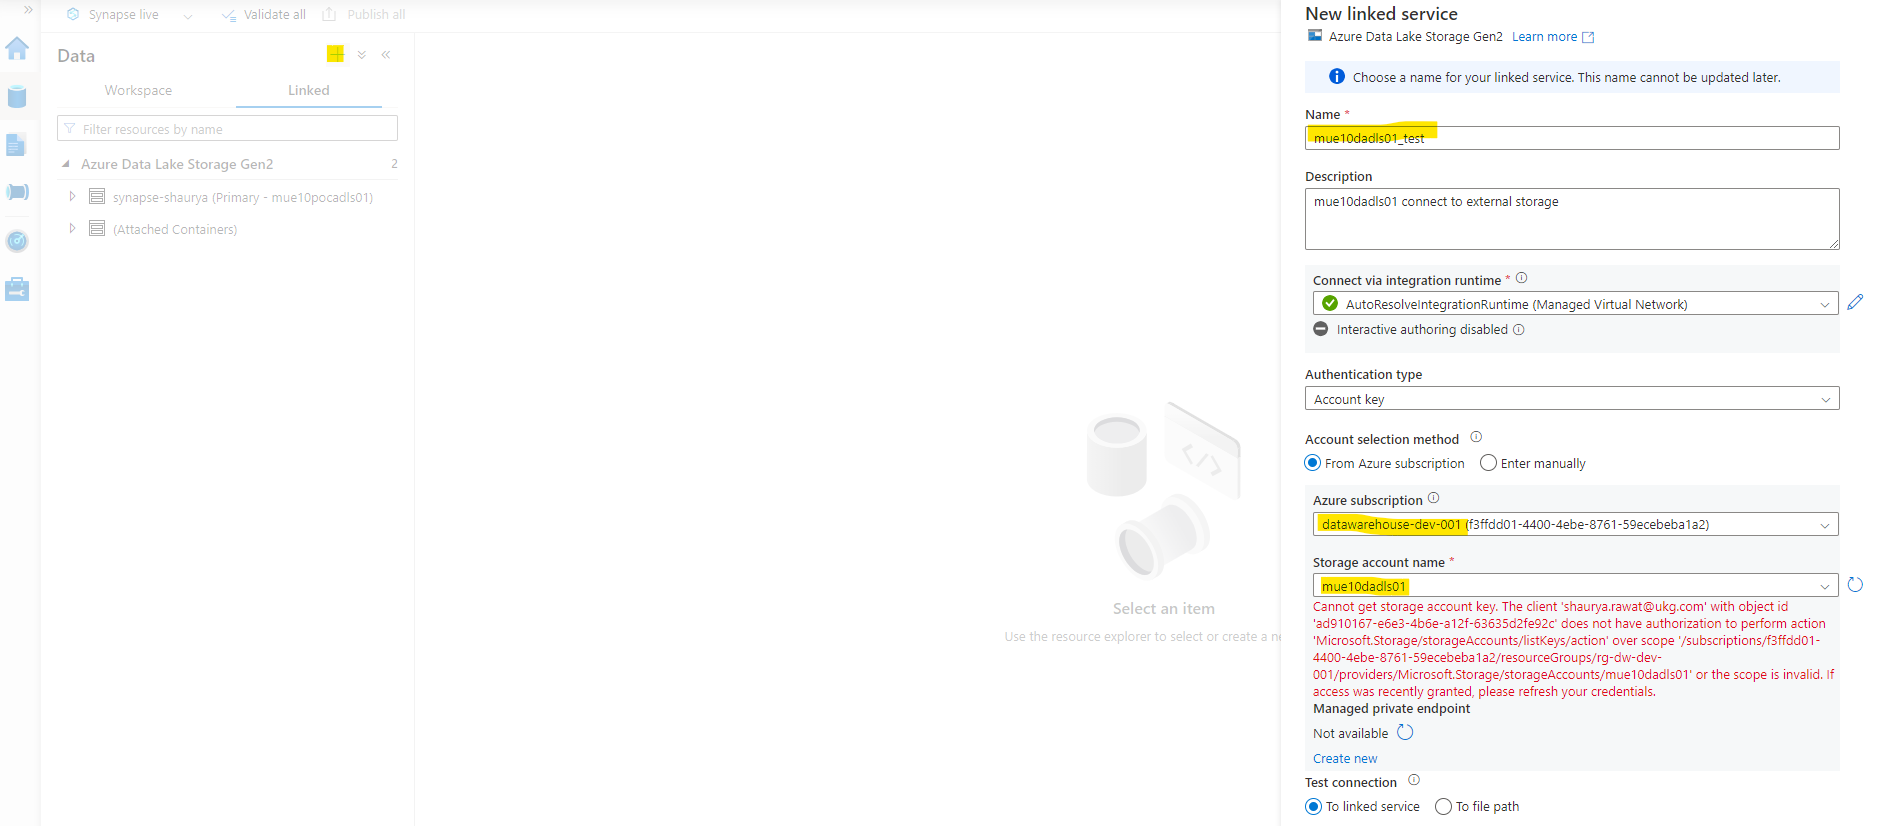 Synapse live
Validate all
Publish all
Data
Workspace
Linked
Filter resources by name
Azure Data Lake Storage Gen2
2
synapse-shaurya (Primary - mue10pocadls01)
(Attached Containers)
Select an item
Use the resource explorer to select or create a
New linked service
Azure Data Lake Storage Gen2 Learn more
Choose a name for your linked service. This name cannot be updated later.
Name *
mue10dadls01_test
Description
mue10dadls01 connect to external storage
Connect via integration runtime *
AutoResolveIntegrationRuntime (Managed Virtual Network)
Interactive authoring disabled
Authentication type
Account key
Account selection method
From Azure subscription
Enter manually
Azure subscription
datawarehouse-dev-001 (f3ffdd01-4400-4ebe-8761-59ecebeba1a2)
Storage account name *
mue10dadls01
Cannot get storage account key. The client 'shaurya.rawat@ukg.com' with object id
'ad910167-e6e3-4b6e-a12f-63635d2fe92c' does not have authorization to perform action
'Microsoft.Storage/storageAccounts/listKeys/action' over scope '/subscriptions/f3ffdd01-
4400-4ebe-8761-59ecebeba1a2/resourceGroups/rg-dw-dev-
001/providers/Microsoft.Storage/storageAccounts/mue10dadls01' or the scope is invalid. If
access was recently granted, please refresh your credentials.
Managed private endpoint
Not available
Create new
Test connection
To linked service
To file path